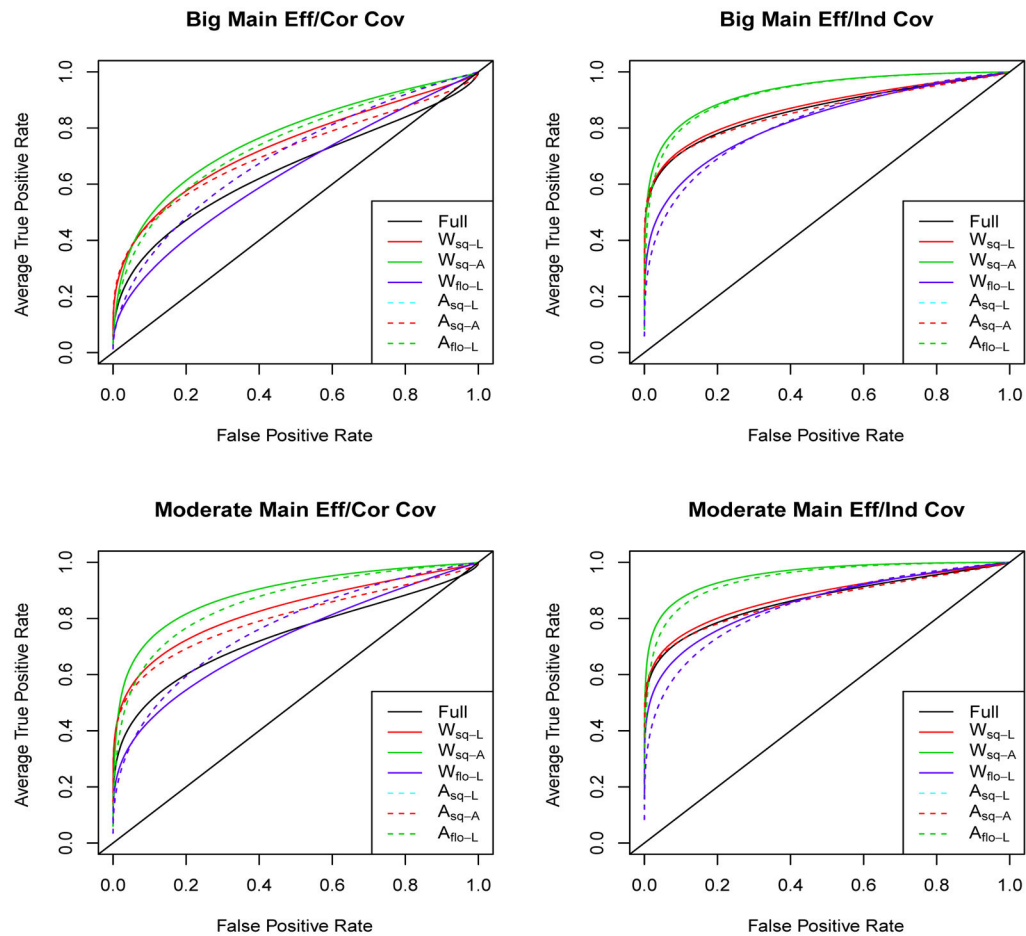 Big Main Eff/Cor Cov
Average True Positive Rate
1.0
0.8
0.6
0.4
0.2
0.0
Full
Wsq−L
Wsq−A
Wflo−L
Asq−L
Asq−A
Aflo−L
0.0 0.2 0.4 0.6 0.8 1.0
False Positive Rate
Big Main Eff/Ind Cov
Average True Positive Rate
1.0
0.8
0.6
0.4
0.2
0.0
Full
Wsq−L
Wsq−A
Wflo−L
Asq−L
Asq−A
Aflo−L
0.0 0.2 0.4 0.6 0.8 1.0
False Positive Rate
Moderate Main Eff/Cor Cov
Average True Positive Rate
1.0
0.8
0.6
0.4
0.2
0.0
Full
Wsq−L
Wsq−A
Wflo−L
Asq−L
Asq−A
Aflo−L
0.0 0.2 0.4 0.6 0.8 1.0
False Positive Rate
Moderate Main Eff/Ind Cov
Average True Positive Rate
1.0
0.8
0.6
0.4
0.2
0.0
Full
Wsq−L
Wsq−A
Wflo−L
Asq−L
Asq−A
Aflo−L
0.0 0.2 0.4 0.6 0.8 1.0
False Positive Rate